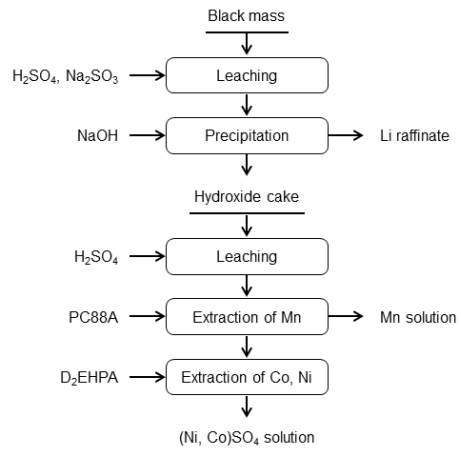 Black mass
H₂SO₄, Na₂SO₃
Leaching
NaOH
Precipitation
Li raffinate
Hydroxide cake
H₂SO₄
Leaching
PC88A
Extraction of Mn
Mn solution
D₂EHPA
Extraction of Co, Ni
(Ni, Co)SO₄ solution